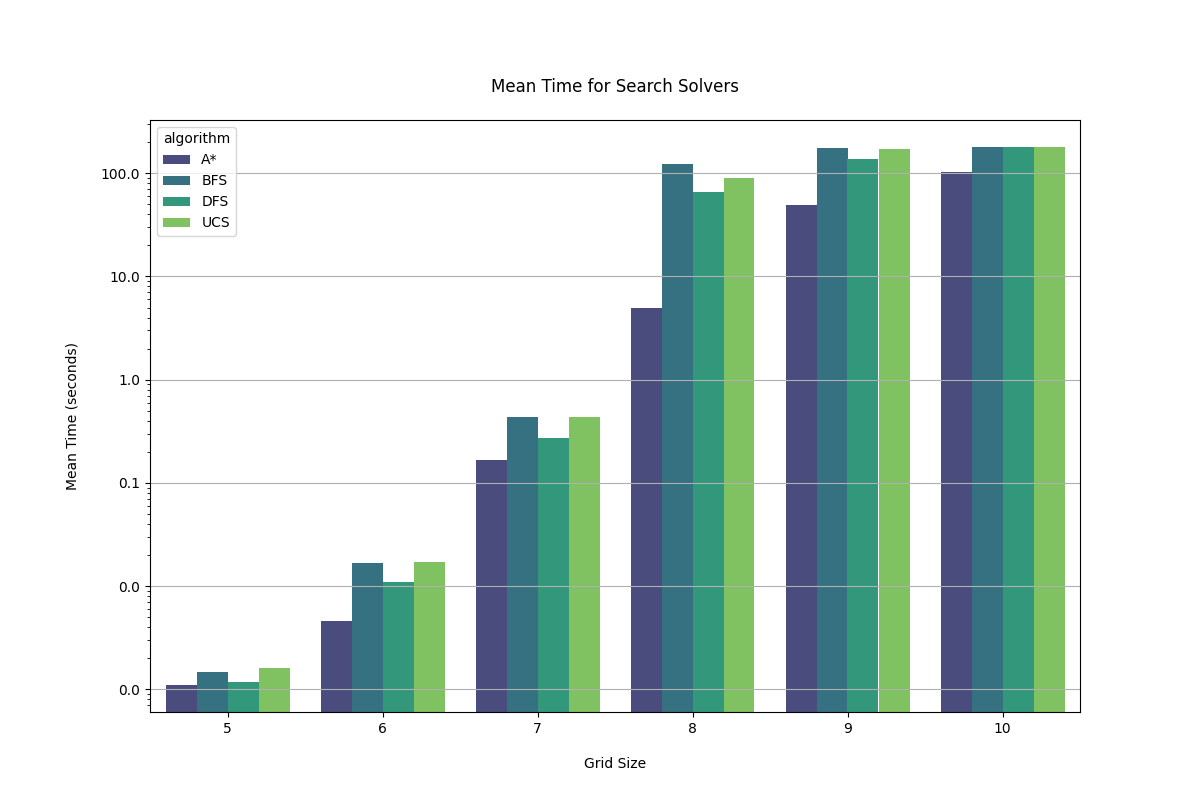 Mean Time for Search Solvers
algorithm
A*
BFS
DFS
UCS
100.0
10.0
1.0
0.1
0.0
0.0
Mean Time (seconds)
5 6 7 8 9 10
Grid Size